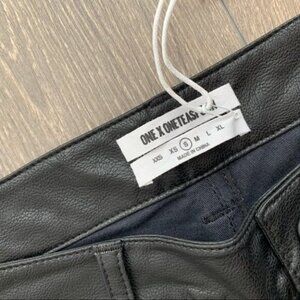 ONE X ONETEASPOON
XXS XS S M L XL
MADE IN CHINA